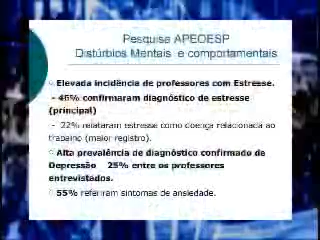 Pesquisa APEOESP
Distúrbios Mentais e comportamentais
Elevada incidência de professores com Estresse.
- 46% confirmaram diagnóstico de estresse
(principal)
- 22% relataram estresse como doença relacionada ao
trabalho (maior registro).
Alta prevalência de diagnóstico confirmado de
Depressão 25% entre os professores
entrevistados.
55% referiram sintomas de ansiedade.